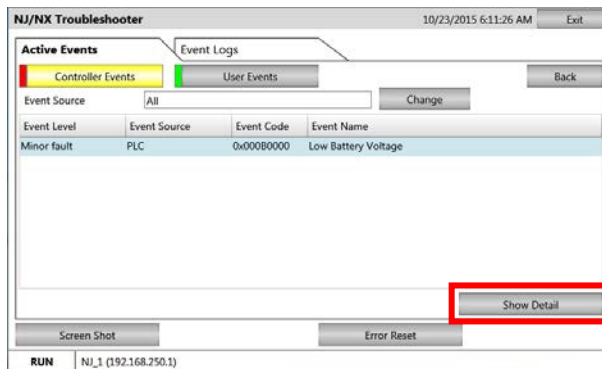 NJ/NX Troubleshooter 10/23/2015 6:11:26 AM Exit
Active Events Event Logs
Controller Events User Events Back
Event Source All Change
Event Level Event Source Event Code Event Name
Minor fault PLC 0x000B0000 Low Battery Voltage
Show Detail
Screen Shot Error Reset
RUN NJ_1 (192.168.250.1)